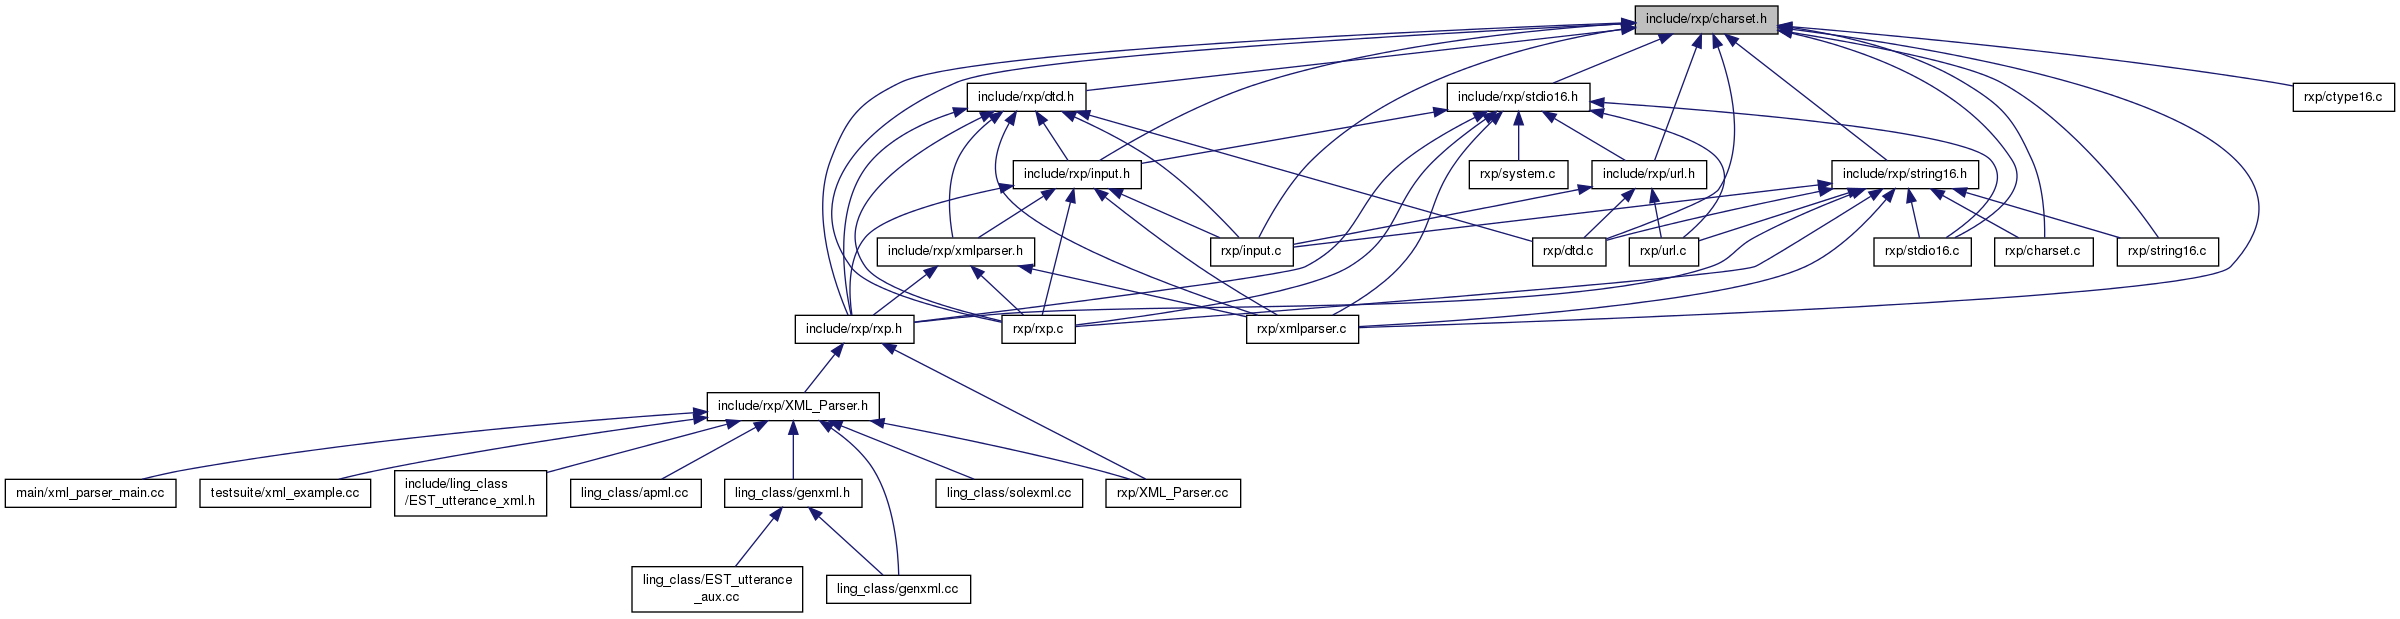 include/rxp/charset.h
include/rxp/dtd.h
include/rxp/stdio16.h
rxp/ctype16.c
include/rxp/input.h
rxp/system.c
include/rxp/url.h
include/rxp/string16.h
include/rxp/xmlparser.h
rxp/input.c
rxp/dtd.c
rxp/url.c
rxp/stdio16.c
rxp/charset.c
rxp/string16.c
include/rxp/rxp.h
rxp/rxp.c
rxp/xmlparser.c
include/rxp/XML_Parser.h
main/xml_parser_main.cc
testsuite/xml_example.cc
include/ling_class
/EST_utterance_xml.h
ling_class/apml.cc
ling_class/genxml.h
ling_class/solexml.cc
rxp/XML_Parser.cc
ling_class/EST_utterance
_aux.cc
ling_class/genxml.cc